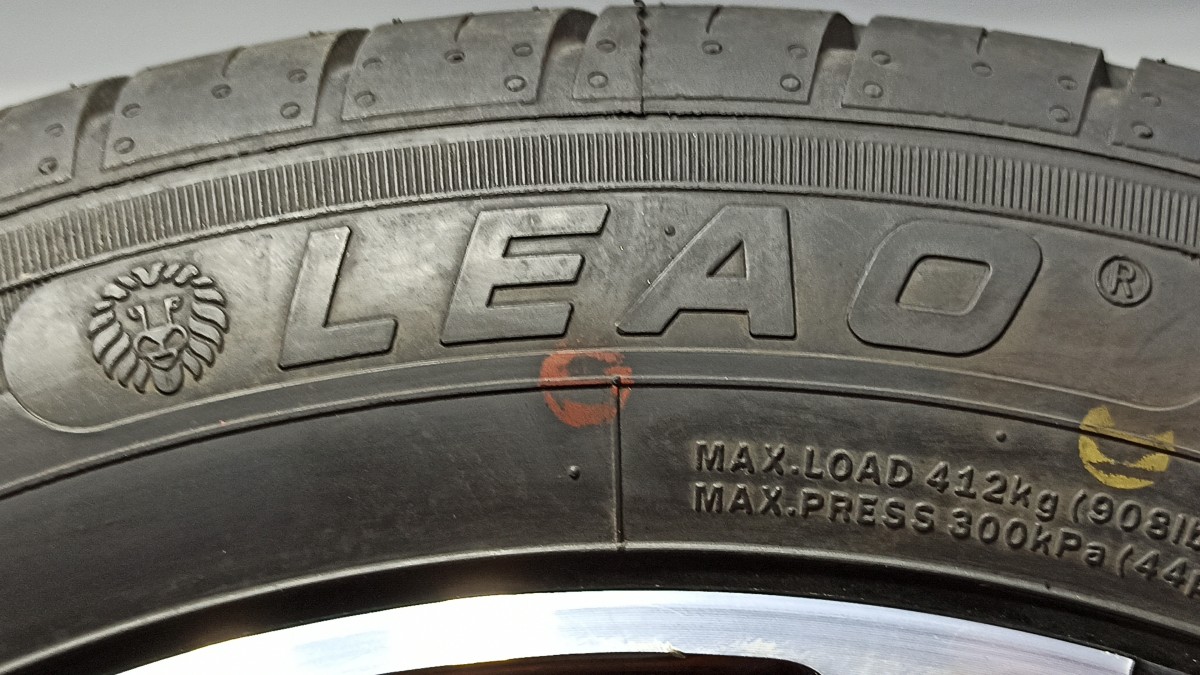 LEAO ®
MAX.LOAD 412kg (908
MAX.PRESS 300kPa (44